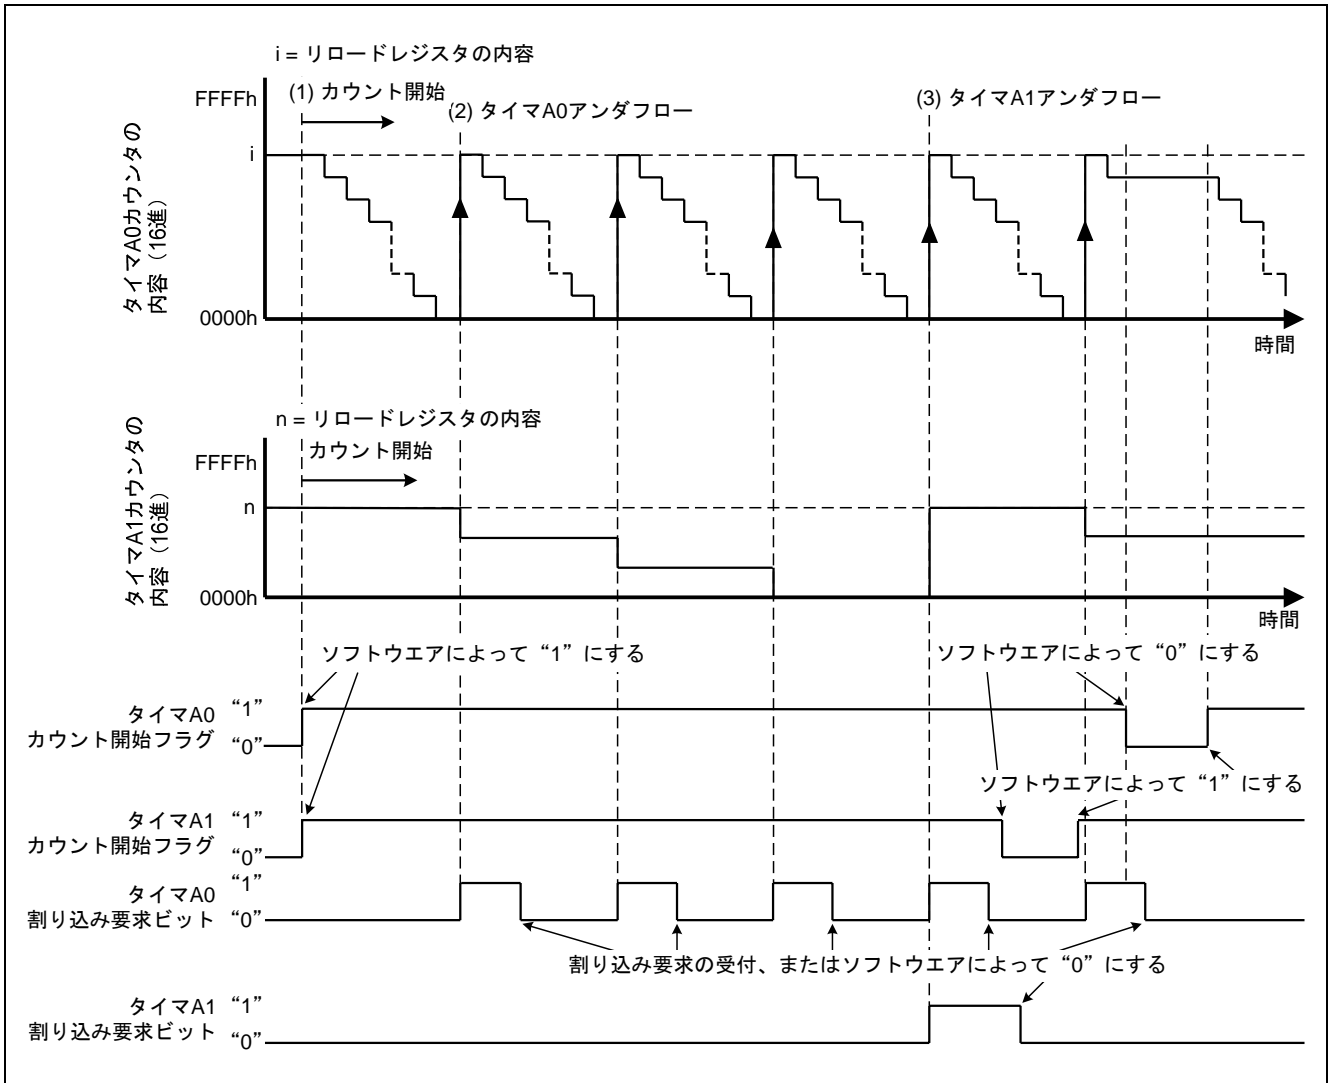 i = リロードレジスタの内容
FFFFh
(1) カウント開始
(2) タイマA0アンダフロー
(3) タイマA1アンダフロー
i
タイマA0カウンタの
内容（16進）
0000h
時間
n = リロードレジスタの内容
カウント開始
FFFFh
n
タイマA1カウンタの
内容（16進）
0000h
時間
ソフトウエアによって“1”にする
ソフトウエアによって“0”にする
タイマA0
カウント開始フラグ
“1”
“0”
ソフトウエアによって“1”にする
タイマA1
カウント開始フラグ
“1”
“0”
タイマA0
割り込み要求ビット
“1”
“0”
割り込み要求の受付、またはソフトウエアによって“0”にする
タイマA1
割り込み要求ビット
“1”
“0”